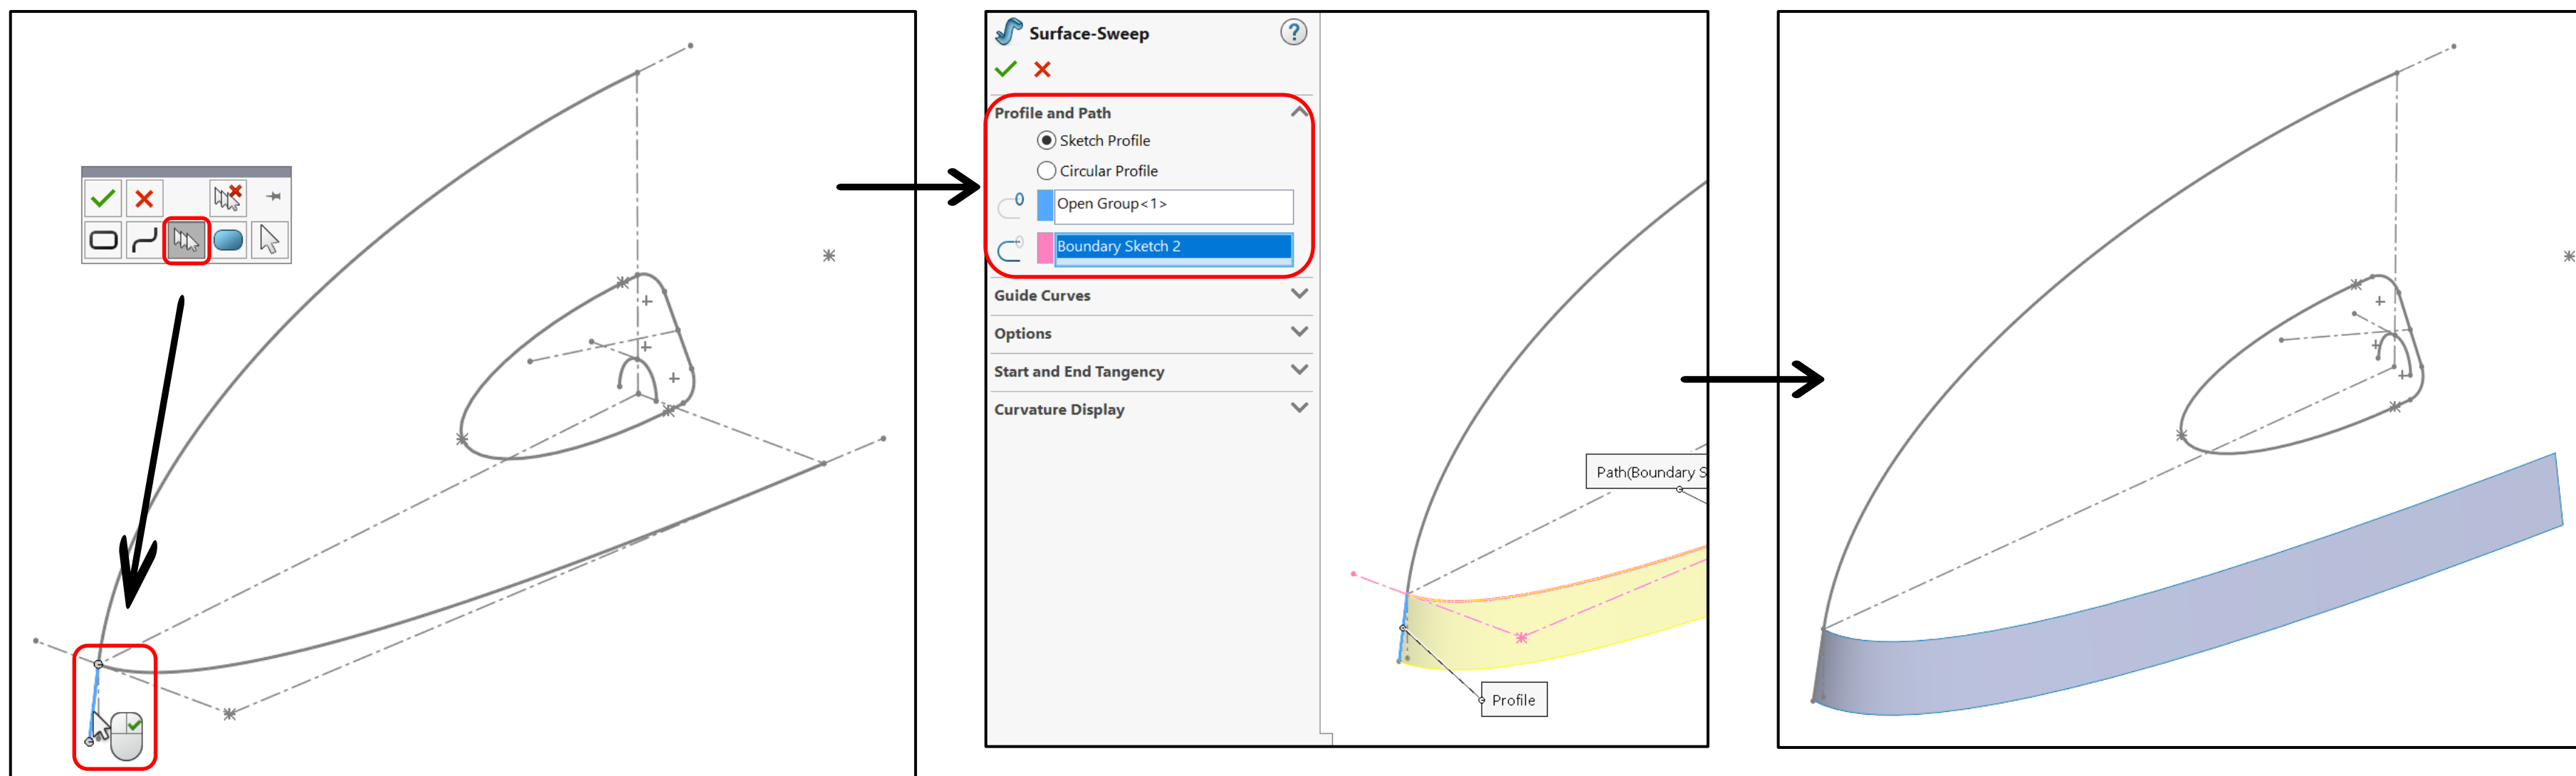 Surface-Sweep
?
Profile and Path
Sketch Profile
Circular Profile
Open Group<1>
Boundary Sketch 2
Guide Curves
Options
Start and End Tangency
Curvature Display
Path(Boundary S
Profile